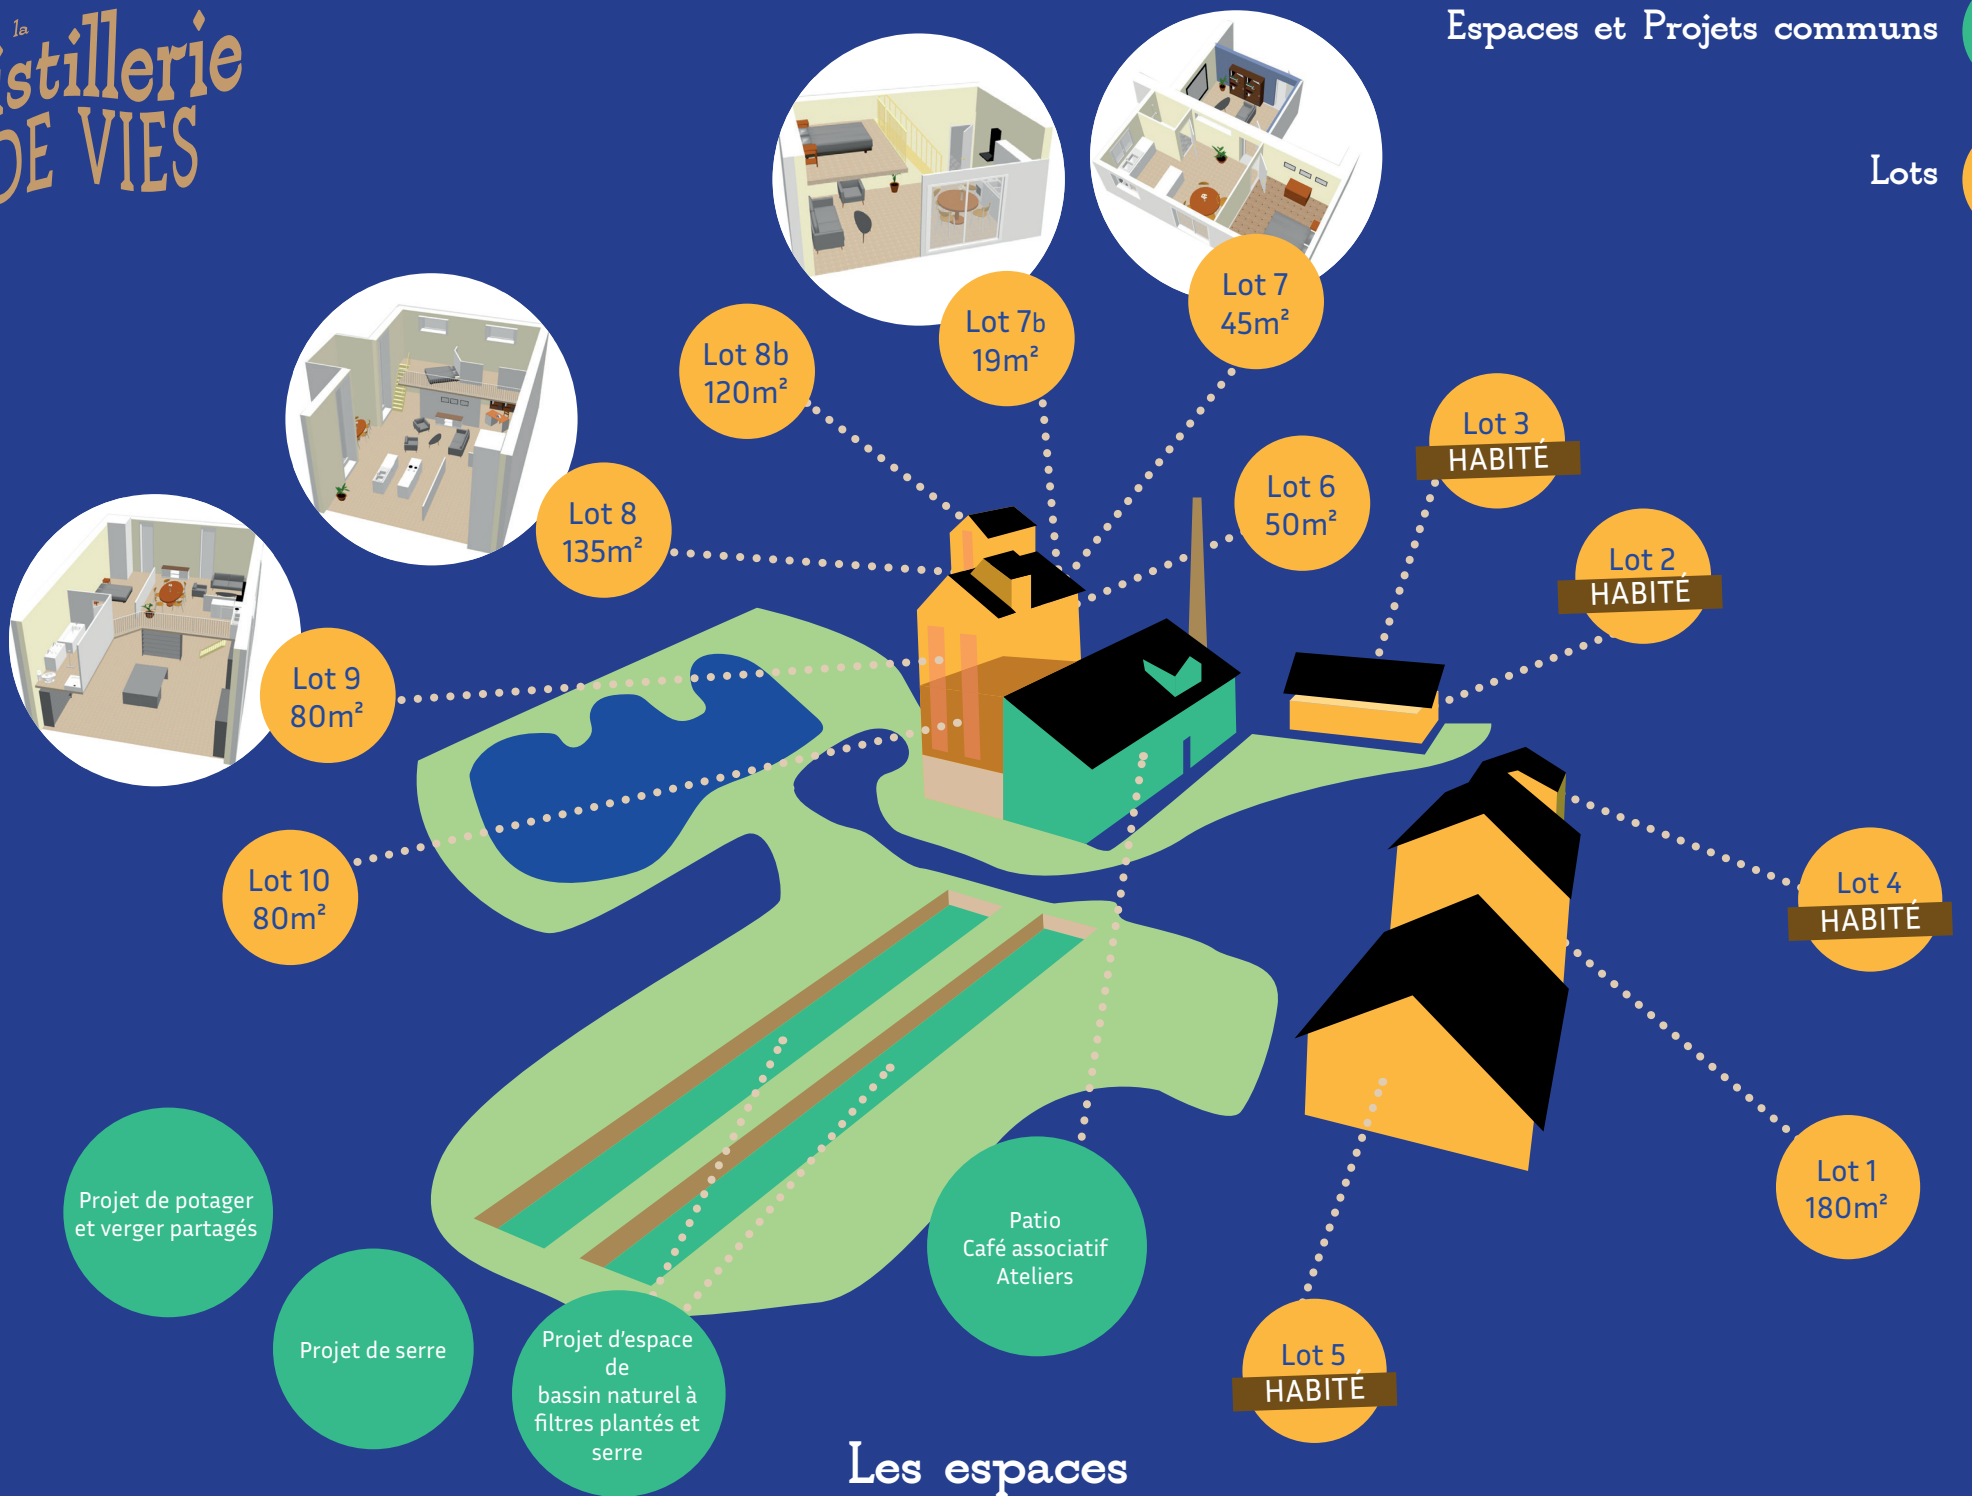 la
istillerie
DE VIES
Espaces et Projets communs
Lots
Lot 7
45m²
Lot 7b
19m²
Lot 8b
120m²
Lot 3
HABITÉ
Lot 6
50m²
Lot 8
135m²
Lot 2
HABITÉ
Lot 9
80m²
Lot 10
80m²
Lot 4
HABITÉ
Lot 1
180m²
Projet de potager
et verger partagés
Patio
Café associatif
Ateliers
Projet de serre
Projet d’espace
de
bassin naturel à
filtres plantés et
serre
Lot 5
HABITÉ
Les espaces